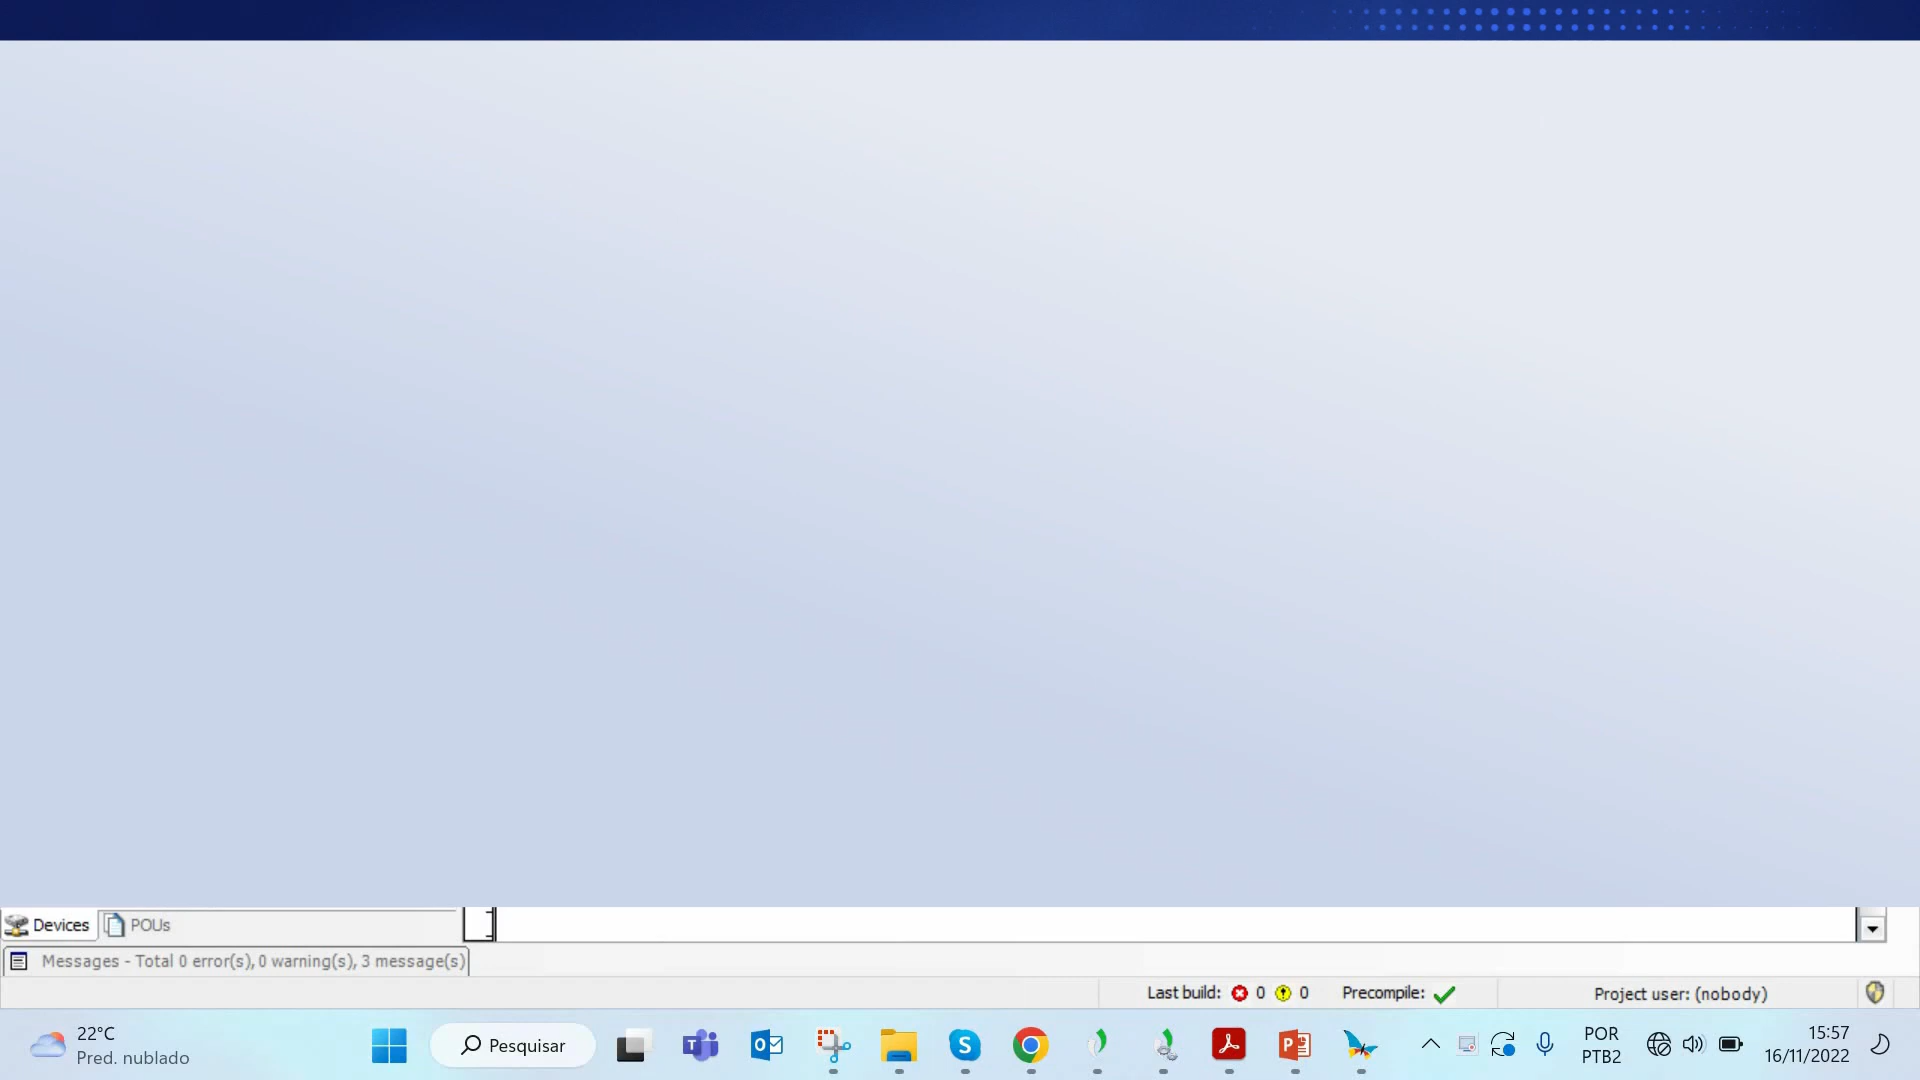 Devices POUs
Messages - Total 0 error(s), 0 warning(s), 3 message(s)
Last build: 0 0 Precompile: Project user: (nobody)
22°C
Pred. nublado
Pesquisar
POR
PTB2
15:57
16/11/2022